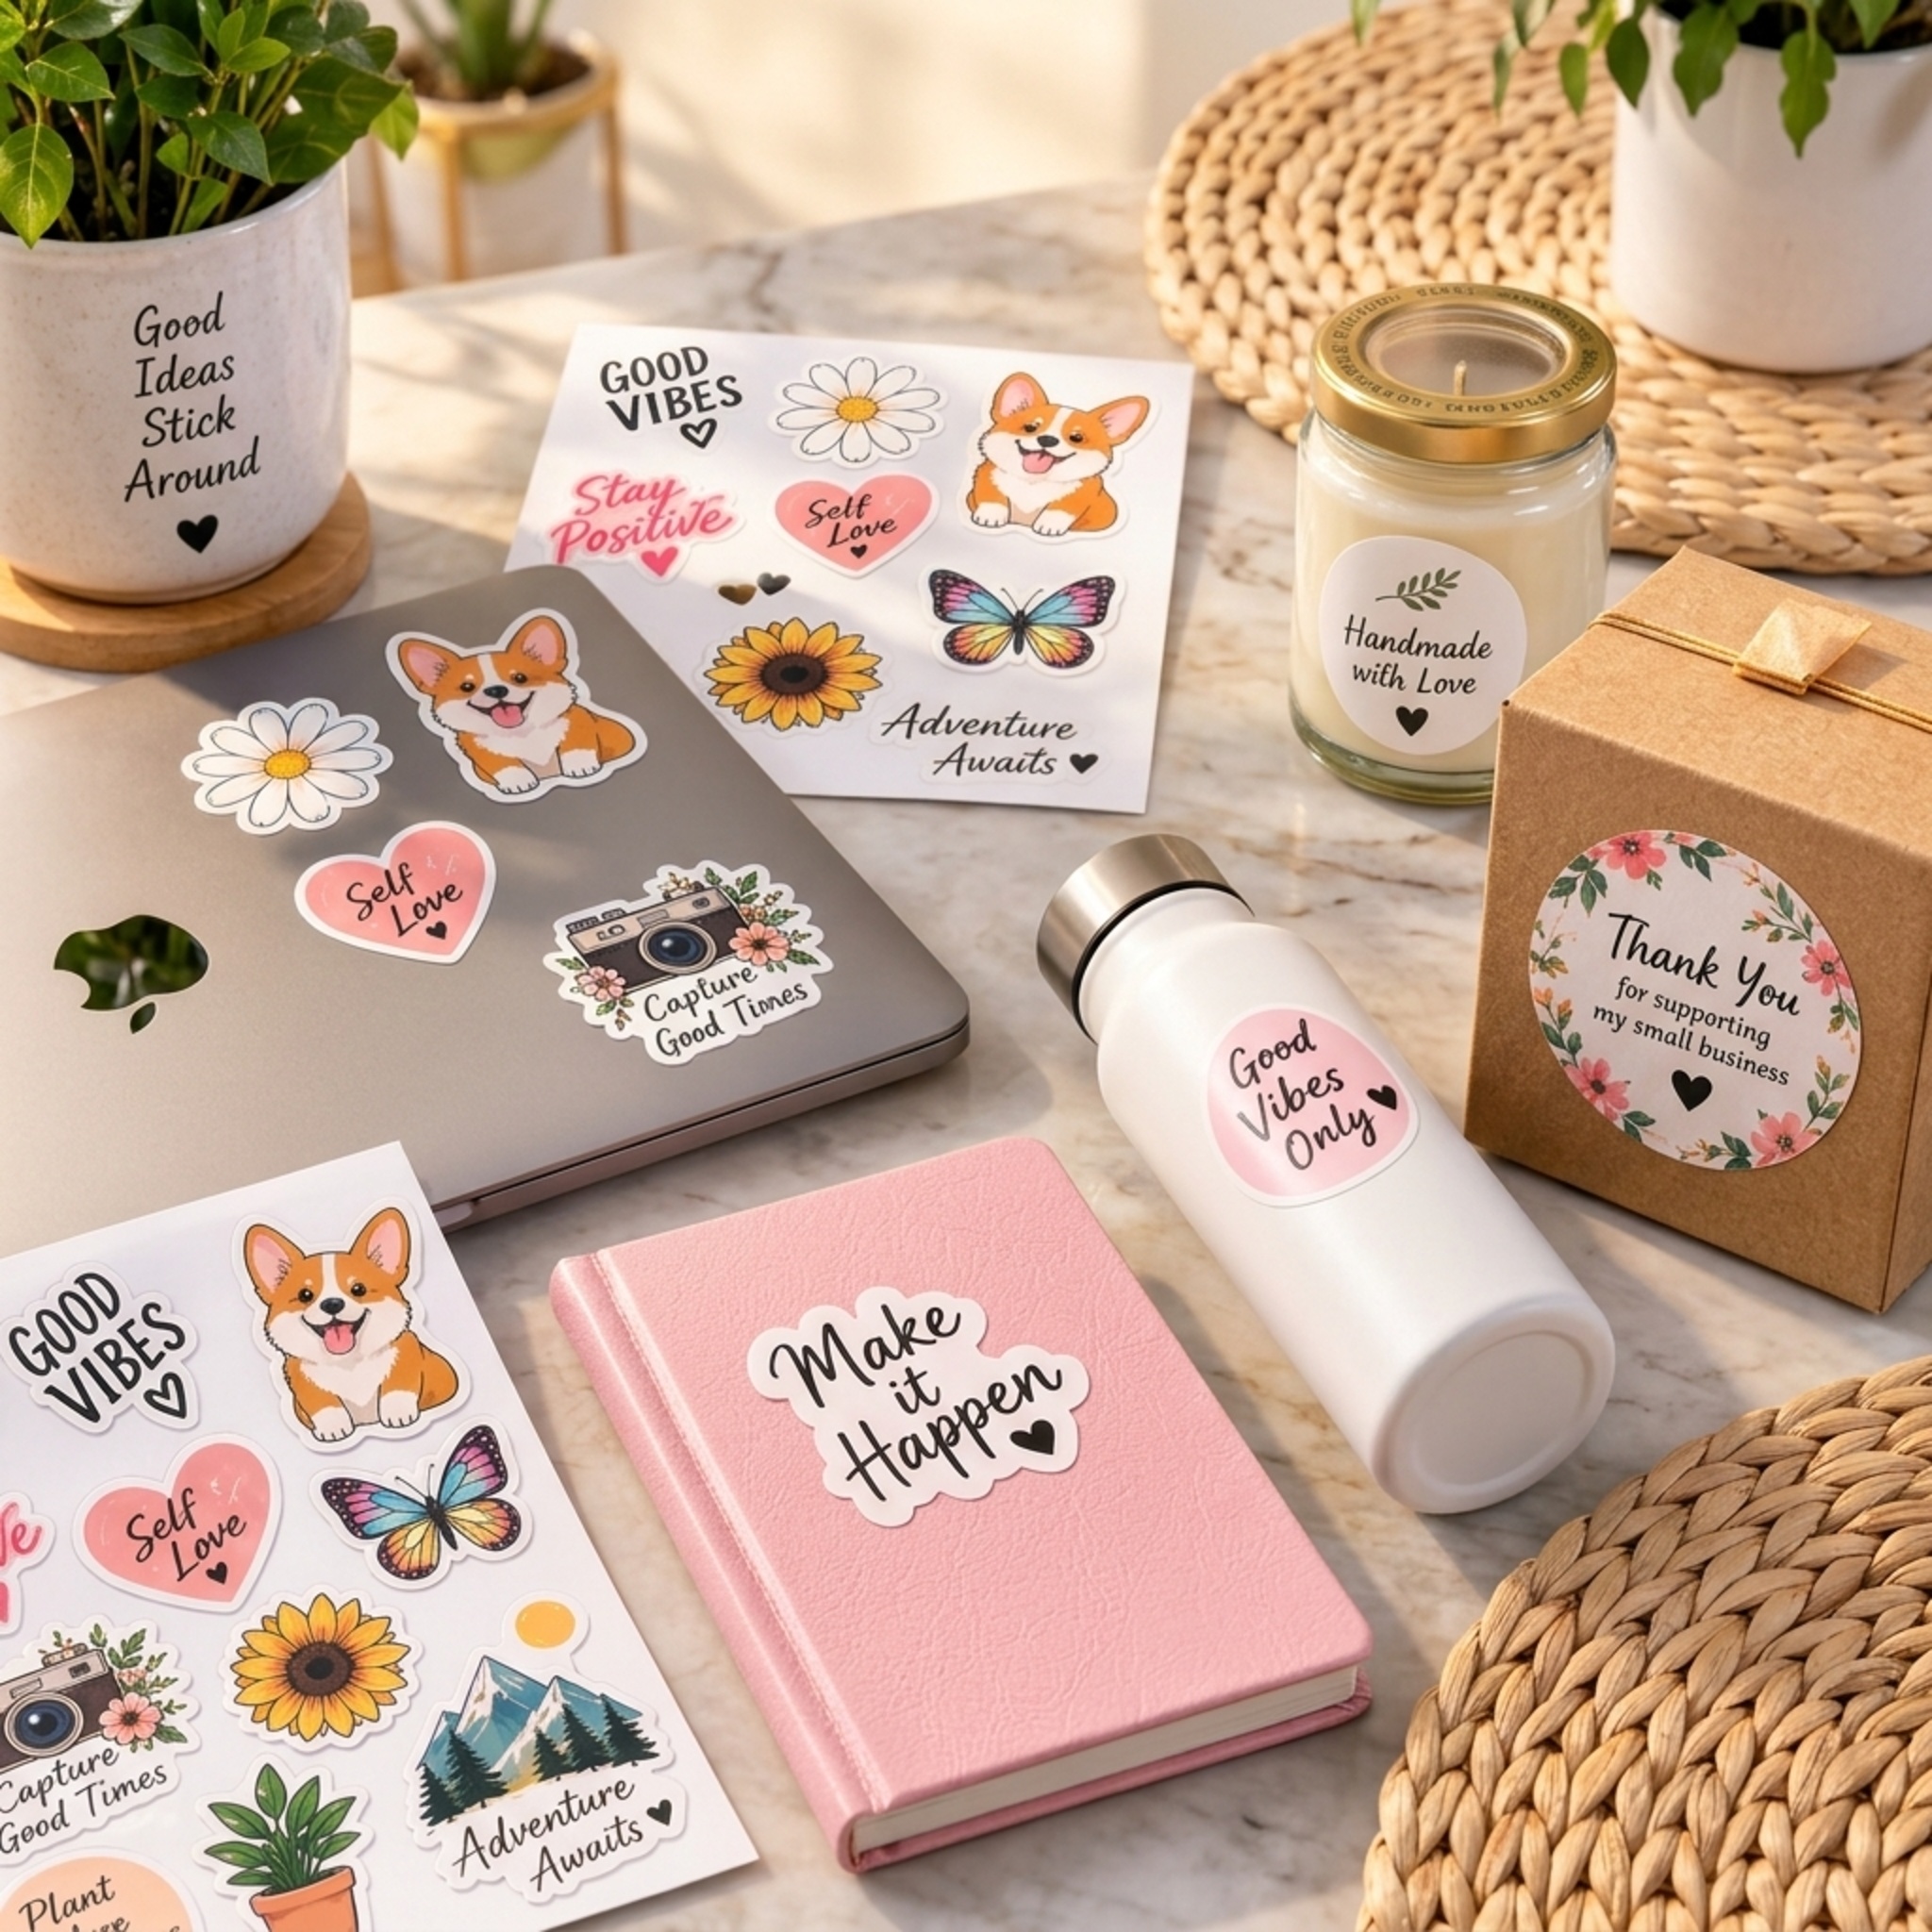 Good
Ideas
Stick
Around
GOOD
VIBES
Stay
Positive
Self
Love
Adventure
Awaits
Handmade
with Love
Self
Love
Capture
Good Times
Thank You
for supporting
my small business
Good
Vibes
Only
Make
it
Happen
GOOD
VIBES
Self
Love
Capture
Good Times
Adventure
Awaits
Plant